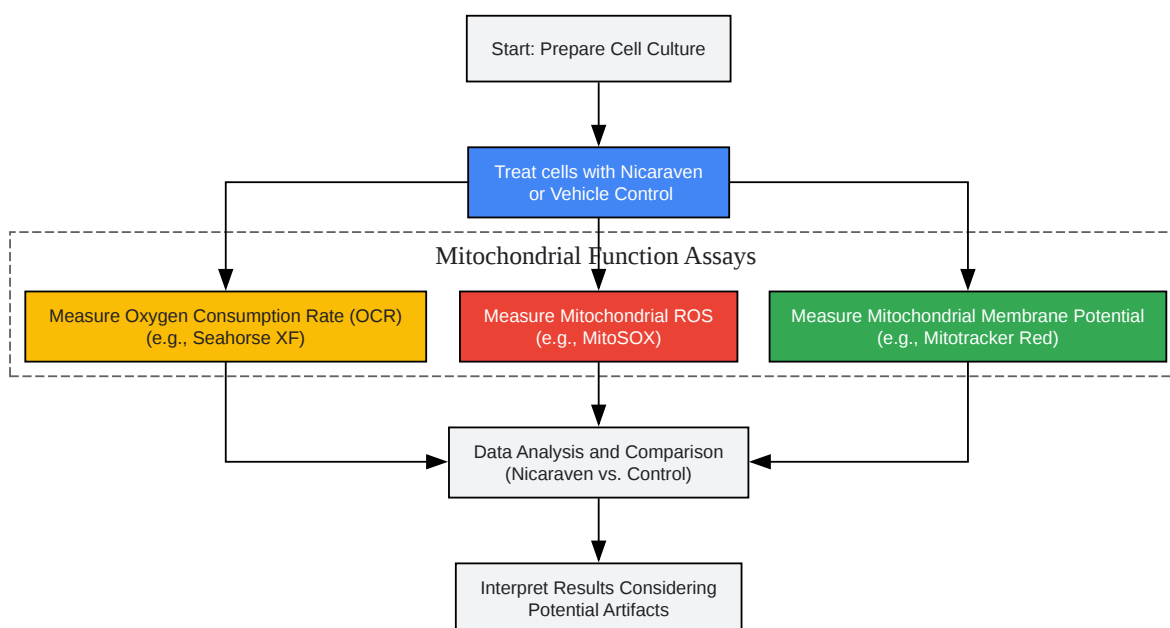 Start: Prepare Cell Culture
Treat cells with Nicaraven
or Vehicle Control
Mitochondrial Function Assays
Measure Oxygen Consumption Rate (OCR)
(e.g., Seahorse XF)
Measure Mitochondrial ROS
(e.g., MitoSOX)
Measure Mitochondrial Membrane Potential
(e.g., Mitotracker Red)
Data Analysis and Comparison
(Nicaraven vs. Control)
Interpret Results Considering
Potential Artifacts